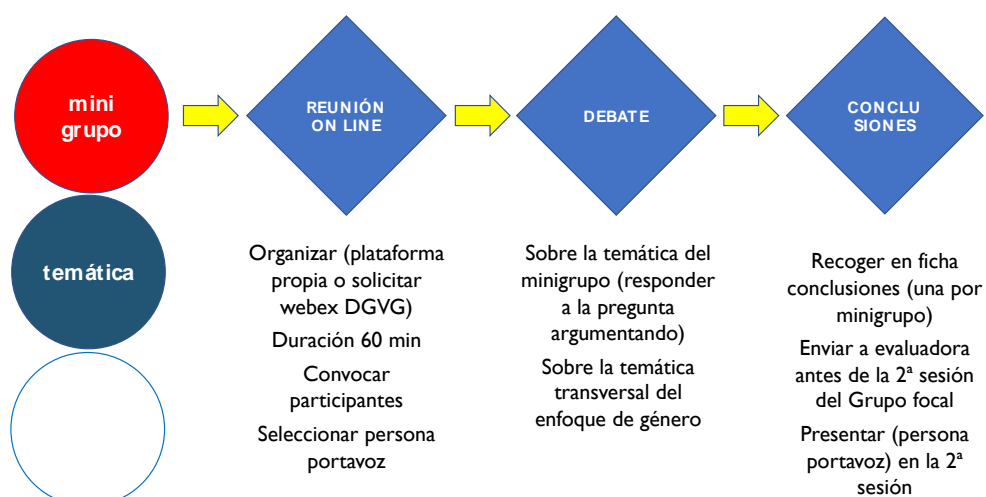 mini
grupo
temática
REUNIÓN
ON LINE
Organizar (plataforma
propia o solicitar
webex DGVG)
Duración 60 min
Convocar
participantes
Seleccionar persona
portavoz
DEBATE
Sobre la temática del
minigrupo (responder
a la pregunta
argumentando)
Sobre la temática
transversal del
enfoque de género
CONCLU
SIONES
Recoger en ficha
conclusiones (una por
minigrupo)
Enviar a evaluadora
antes de la 2ª sesión
del Grupo focal
Presentar (persona
portavoz) en la 2ª
sesión